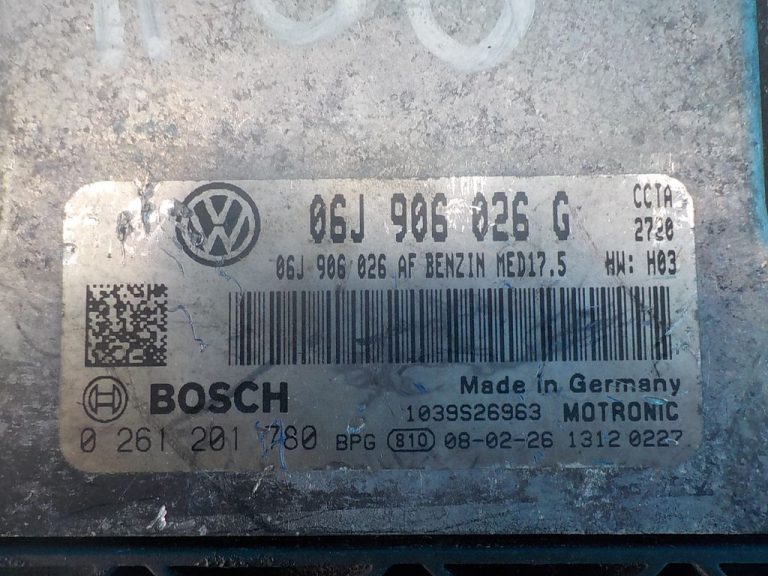 06J 906 026 G CCTA
2720
06J 906 026 AF BENZIN MED17.5 HW: H03
BOSCH Made in Germany
1039S26963 MOTRONIC
0 261 201 780 BPG 810 08-02-26 1312 0227